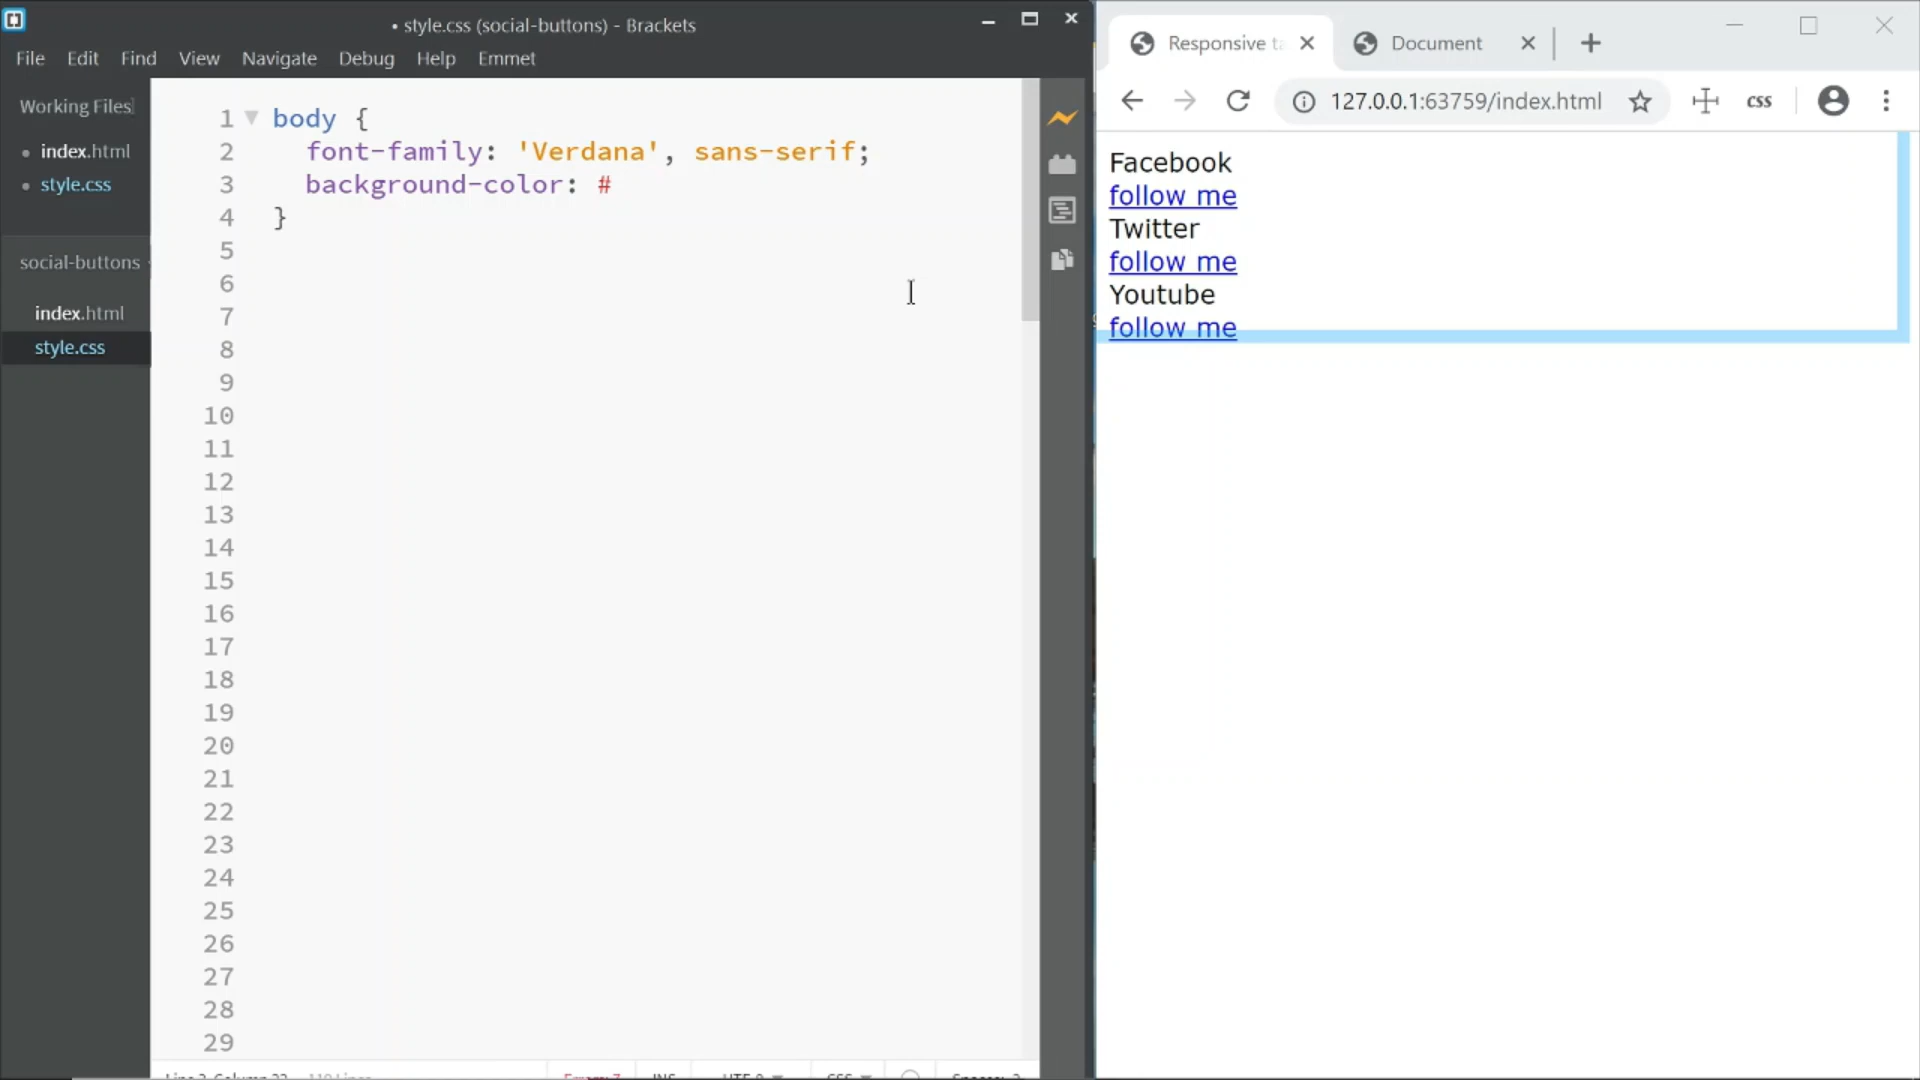 • style.css (social-buttons) - Brackets
File Edit Find View Navigate Debug Help Emmet
Working Files
index.html
style.css
social-buttons
index.html
style.css
1 body {
2 font-family: 'Verdana', sans-serif;
3 background-color: #
4 }
5
6
7
8
9
10
11
12
13
14
15
16
17
18
19
20
21
22
23
24
25
26
27
28
29
Responsive ta
Document
127.0.0.1:63759/index.html
css
Facebook
follow me
Twitter
follow me
Youtube
follow me